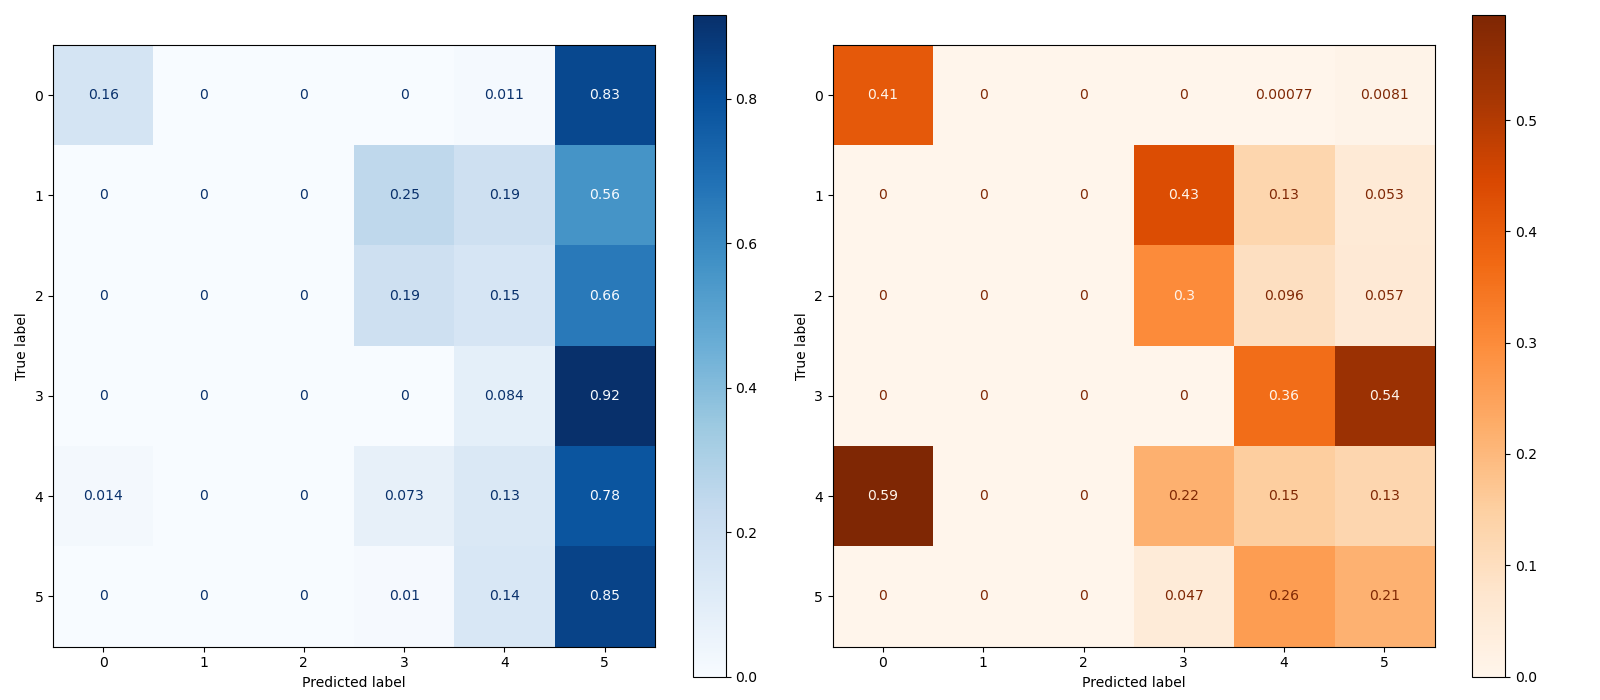 0 0.16 0 0 0 0.011 0.83
1 0 0 0 0.25 0.19 0.56
2 0 0 0 0.19 0.15 0.66
3 0 0 0 0 0.084 0.92
4 0.014 0 0 0.073 0.13 0.78
5 0 0 0 0.01 0.14 0.85
0 1 2 3 4 5
Predicted label
True label
0.8
0.6
0.4
0.2
0.0
0 0.41 0 0 0 0.00077 0.0081
1 0 0 0 0.43 0.13 0.053
2 0 0 0 0.3 0.096 0.057
3 0 0 0 0 0.36 0.54
4 0.59 0 0 0.22 0.15 0.13
5 0 0 0 0.047 0.26 0.21
0 1 2 3 4 5
Predicted label
True label
0.5
0.4
0.3
0.2
0.1
0.0